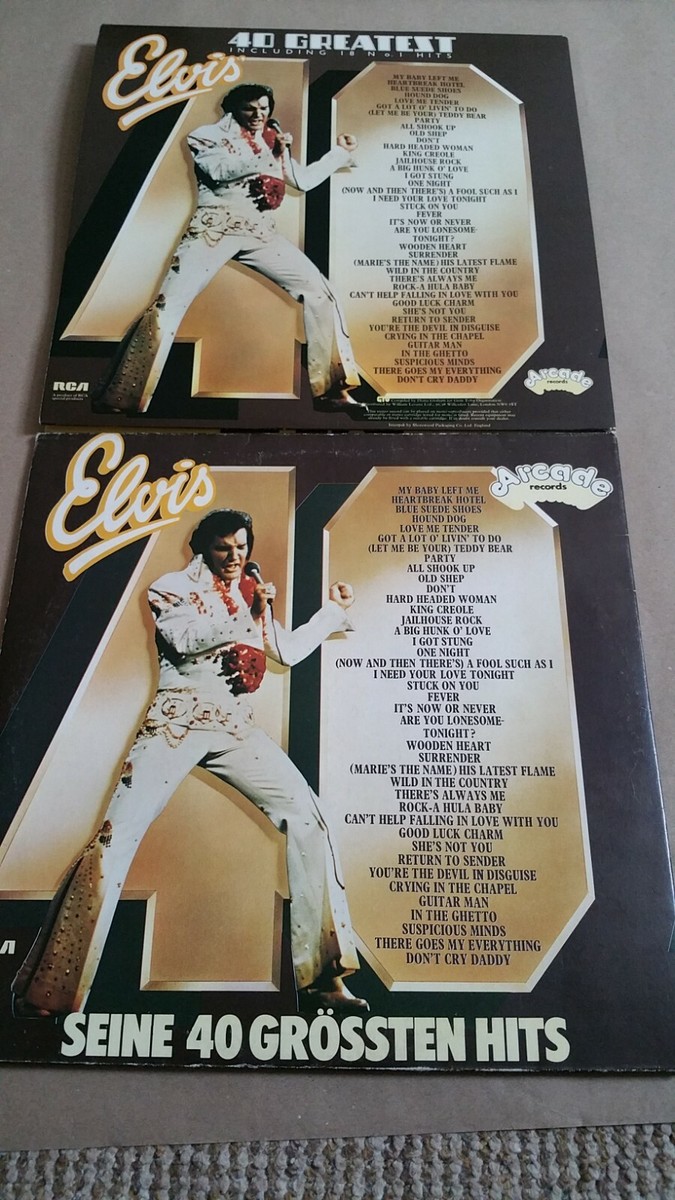 Elvis
40 GREATEST
INCLUDING 18 No.1 HITS
MY BABY LEFT ME
HEARTBREAK HOTEL
BLUE SUEDE SHOES
HOUND DOG
LOVE ME TENDER
GOT A LOT O' LIVIN' TO DO
(LET ME BE YOUR) TEDDY BEAR
PARTY
ALL SHOOK UP
OLD SHEP
DON'T
HARD HEADED WOMAN
KING CREOLE
JAILHOUSE ROCK
A BIG HUNK O' LOVE
I GOT STUNG
ONE NIGHT
(NOW AND THEN THERE'S) A FOOL SUCH AS I
I NEED YOUR LOVE TONIGHT
STUCK ON YOU
FEVER
IT'S NOW OR NEVER
ARE YOU LONESOME-
TONIGHT?
WOODEN HEART
SURRENDER
(MARIE'S THE NAME) HIS LATEST FLAME
WILD IN THE COUNTRY
THERE'S ALWAYS ME
ROCK-A HULA BABY
CAN'T HELP FALLING IN LOVE WITH YOU
GOOD LUCK CHARM
SHE'S NOT YOU
RETURN TO SENDER
YOU'RE THE DEVIL IN DISGUISE
CRYING IN THE CHAPEL
GUITAR MAN
IN THE GHETTO
SUSPICIOUS MINDS
THERE GOES MY EVERYTHING
DON'T CRY DADDY
RCA
Arcade
records
Elvis
Arcade
records
MY BABY LEFT ME
HEARTBREAK HOTEL
BLUE SUEDE SHOES
HOUND DOG
LOVE ME TENDER
GOT A LOT O' LIVIN' TO DO
(LET ME BE YOUR) TEDDY BEAR
PARTY
ALL SHOOK UP
OLD SHEP
DON'T
HARD HEADED WOMAN
KING CREOLE
JAILHOUSE ROCK
A BIG HUNK O' LOVE
I GOT STUNG
ONE NIGHT
(NOW AND THEN THERE'S) A FOOL SUCH AS I
I NEED YOUR LOVE TONIGHT
STUCK ON YOU
FEVER
IT'S NOW OR NEVER
ARE YOU LONESOME-
TONIGHT?
WOODEN HEART
SURRENDER
(MARIE'S THE NAME) HIS LATEST FLAME
WILD IN THE COUNTRY
THERE'S ALWAYS ME
ROCK-A HULA BABY
CAN'T HELP FALLING IN LOVE WITH YOU
GOOD LUCK CHARM
SHE'S NOT YOU
RETURN TO SENDER
YOU'RE THE DEVIL IN DISGUISE
CRYING IN THE CHAPEL
GUITAR MAN
IN THE GHETTO
SUSPICIOUS MINDS
THERE GOES MY EVERYTHING
DON'T CRY DADDY
SEINE 40 GRÖSSTEN HITS